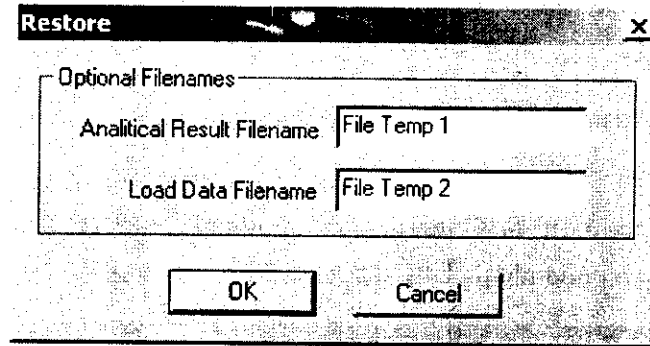 Restore
Optional Filenames
Analitical Result Filename File Temp 1
Load Data Filename File Temp 2
OK Cancel